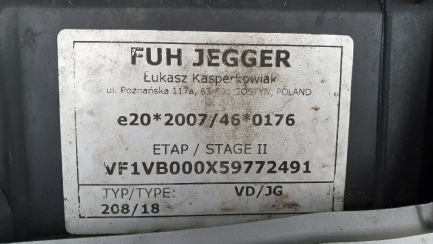 FUH JEGGER
Łukasz Kasperkowiak
ul. Poznańska 117a, GOSTYŃ, POLAND
e20*2007/46*0176
ETAP / STAGE II
VF1VB000X59772491
TYP/TYPE: VD/JG
208/18